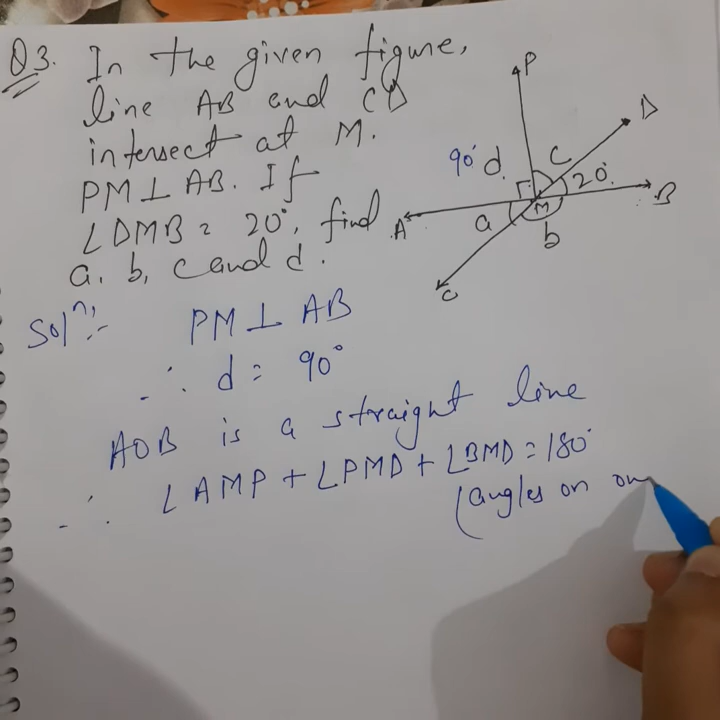 Q3. In the given figure,
line AB and CD
intersect at M.
PM ⊥ AB. If
∠DMB = 20°, find
a, b, c and d.
P
D
C
90° d
20°
B
A
M
a
b
C
Solⁿ:-
PM ⊥ AB
∴ d = 90°
AOB is a straight line
∴ ∠AMP + ∠PMD + ∠BMD = 180°
(angles on on